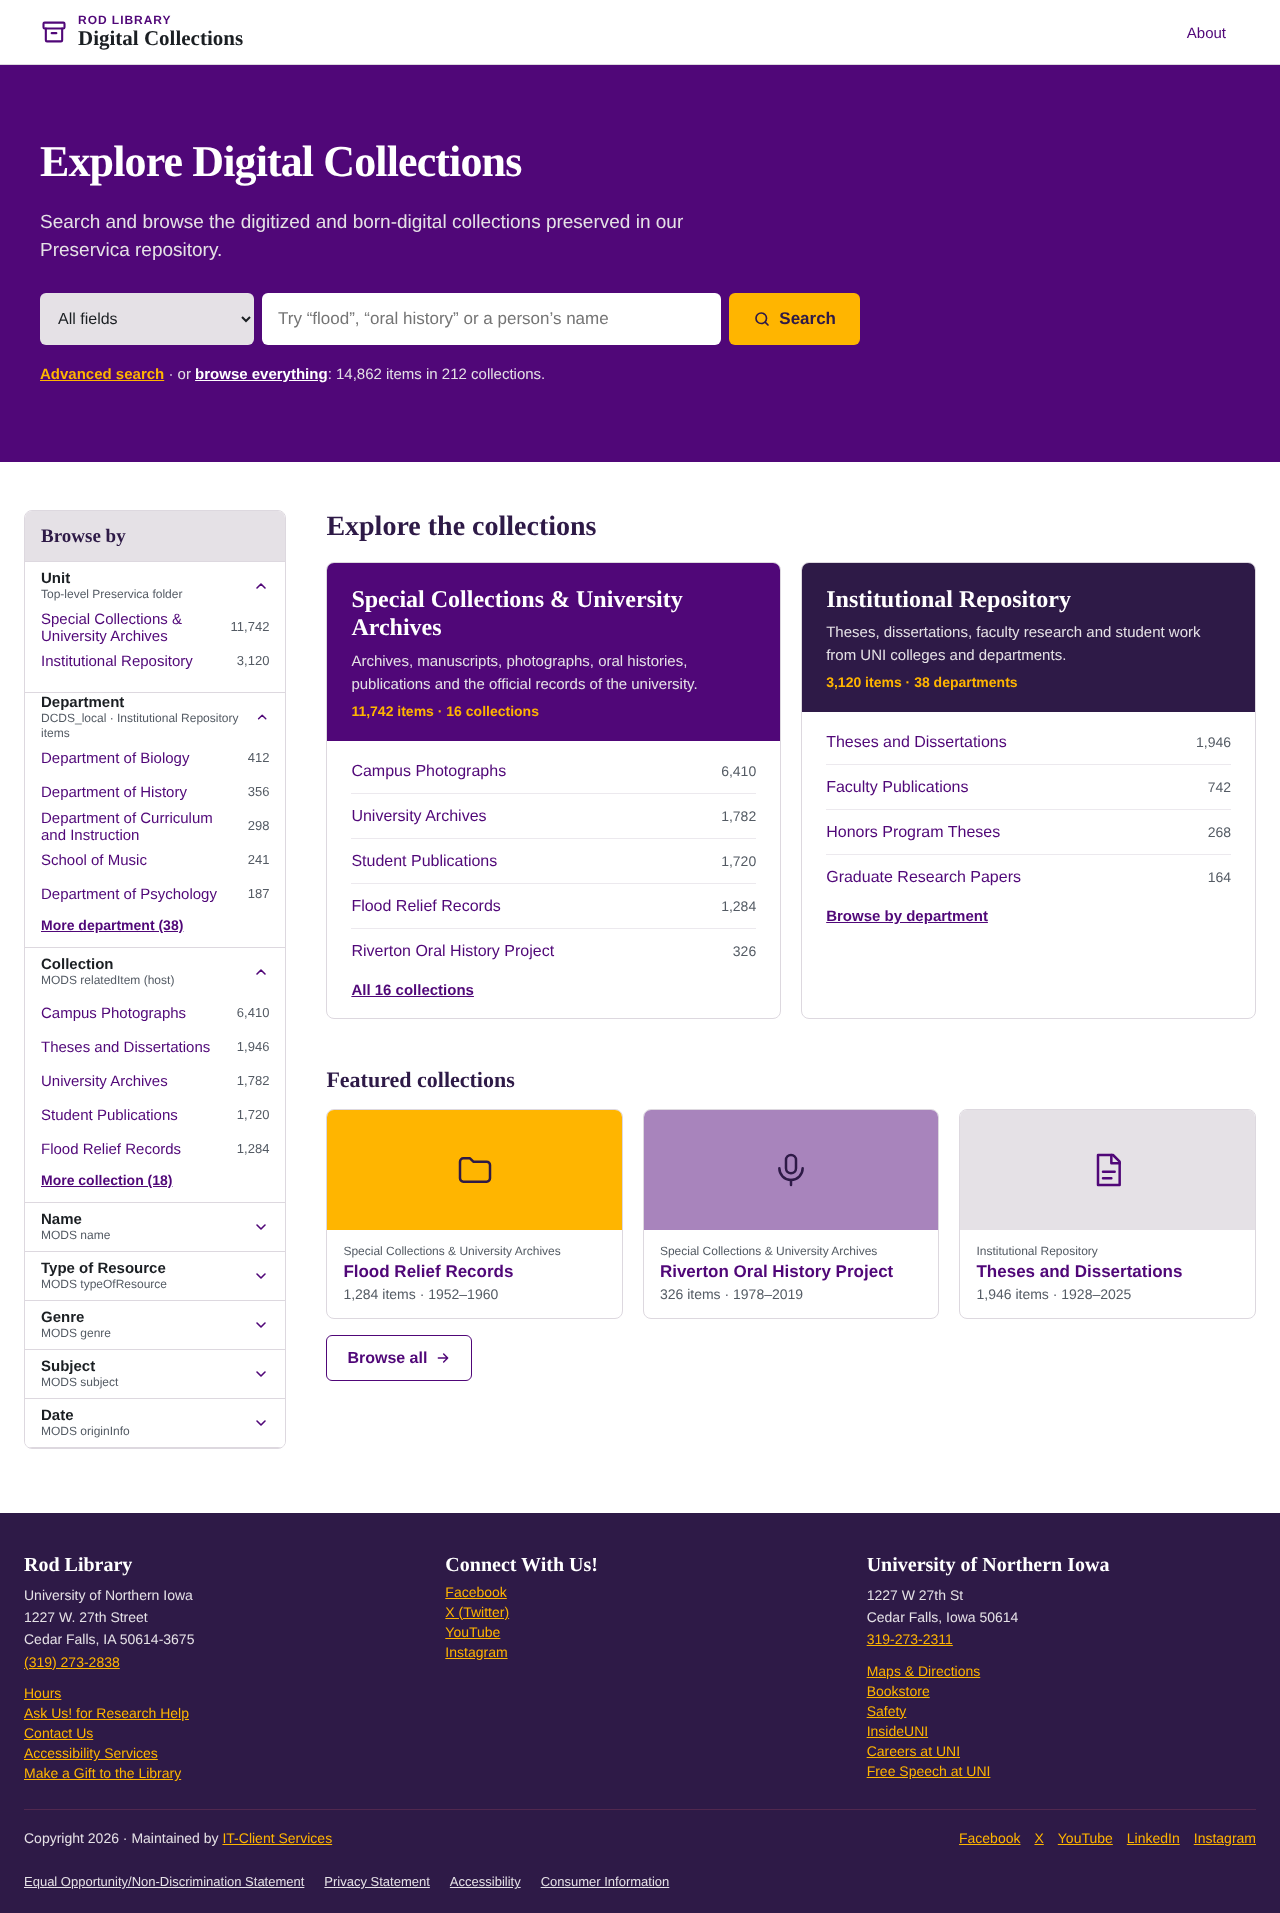 ROD LIBRARY
Digital Collections
About
Explore Digital Collections
Search and browse the digitized and born-digital collections preserved in our
Preservica repository.
All fields
Try “flood”, “oral history” or a person’s name
Search
Advanced search · or browse everything: 14,862 items in 212 collections.
Browse by
Unit
Top-level Preservica folder
Special Collections &
University Archives
11,742
Institutional Repository 3,120
Department
DCDS_local · Institutional Repository
items
Department of Biology 412
Department of History 356
Department of Curriculum
and Instruction
298
School of Music 241
Department of Psychology 187
More department (38)
Collection
MODS relatedItem (host)
Campus Photographs 6,410
Theses and Dissertations 1,946
University Archives 1,782
Student Publications 1,720
Flood Relief Records 1,284
More collection (18)
Name
MODS name
Type of Resource
MODS typeOfResource
Genre
MODS genre
Subject
MODS subject
Date
MODS originInfo
Explore the collections
Special Collections & University
Archives
Archives, manuscripts, photographs, oral histories,
publications and the official records of the university.
11,742 items · 16 collections
Campus Photographs 6,410
University Archives 1,782
Student Publications 1,720
Flood Relief Records 1,284
Riverton Oral History Project 326
All 16 collections
Institutional Repository
Theses, dissertations, faculty research and student work
from UNI colleges and departments.
3,120 items · 38 departments
Theses and Dissertations 1,946
Faculty Publications 742
Honors Program Theses 268
Graduate Research Papers 164
Browse by department
Featured collections
Special Collections & University Archives
Flood Relief Records
1,284 items · 1952–1960
Special Collections & University Archives
Riverton Oral History Project
326 items · 1978–2019
Institutional Repository
Theses and Dissertations
1,946 items · 1928–2025
Browse all
Rod Library
University of Northern Iowa
1227 W. 27th Street
Cedar Falls, IA 50614-3675
(319) 273-2838
Hours
Ask Us! for Research Help
Contact Us
Accessibility Services
Make a Gift to the Library
Connect With Us!
Facebook
X (Twitter)
YouTube
Instagram
University of Northern Iowa
1227 W 27th St
Cedar Falls, Iowa 50614
319-273-2311
Maps & Directions
Bookstore
Safety
InsideUNI
Careers at UNI
Free Speech at UNI
Copyright 2026 · Maintained by IT-Client Services
Facebook X YouTube LinkedIn Instagram
Equal Opportunity/Non-Discrimination Statement Privacy Statement Accessibility Consumer Information